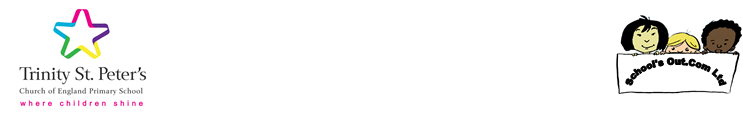 Trinity St. Peter's
Church of England Primary School
where children shine
School's Out.Com Ltd